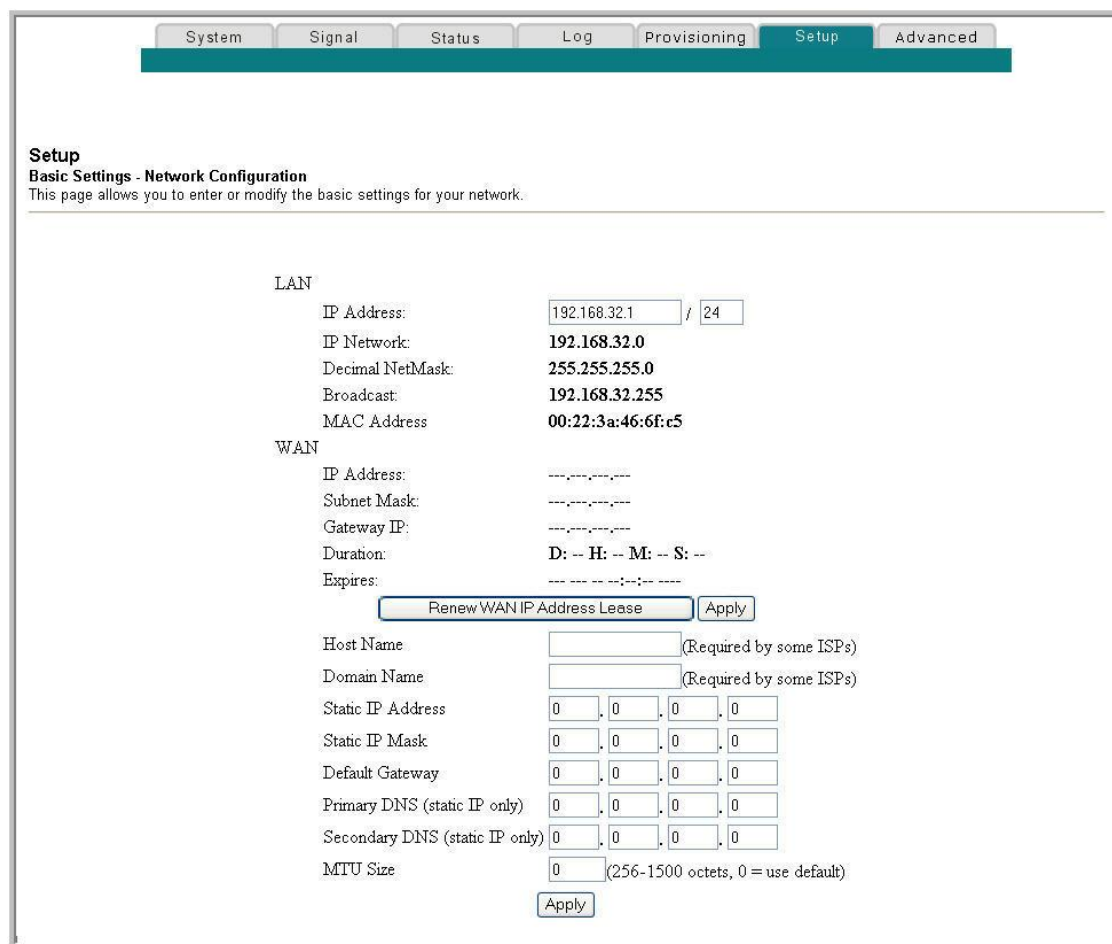 System Signal Status Log Provisioning Setup Advanced
Setup
Basic Settings - Network Configuration
This page allows you to enter or modify the basic settings for your network.
LAN
IP Address: 192.168.32.1 / 24
IP Network: 192.168.32.0
Decimal NetMask: 255.255.255.0
Broadcast: 192.168.32.255
MAC Address 00:22:3a:46:6f:c5
WAN
IP Address: ---.---.---.---
Subnet Mask: ---.---.---.---
Gateway IP: ---.---.---.---
Duration: D: -- H: -- M: -- S: --
Expires: --- --- -- --:--:-- ----
Renew WAN IP Address Lease Apply
Host Name (Required by some ISPs)
Domain Name (Required by some ISPs)
Static IP Address 0 . 0 . 0 . 0
Static IP Mask 0 . 0 . 0 . 0
Default Gateway 0 . 0 . 0 . 0
Primary DNS (static IP only) 0 . 0 . 0 . 0
Secondary DNS (static IP only) 0 . 0 . 0 . 0
MTU Size 0 (256-1500 octets, 0 = use default)
Apply